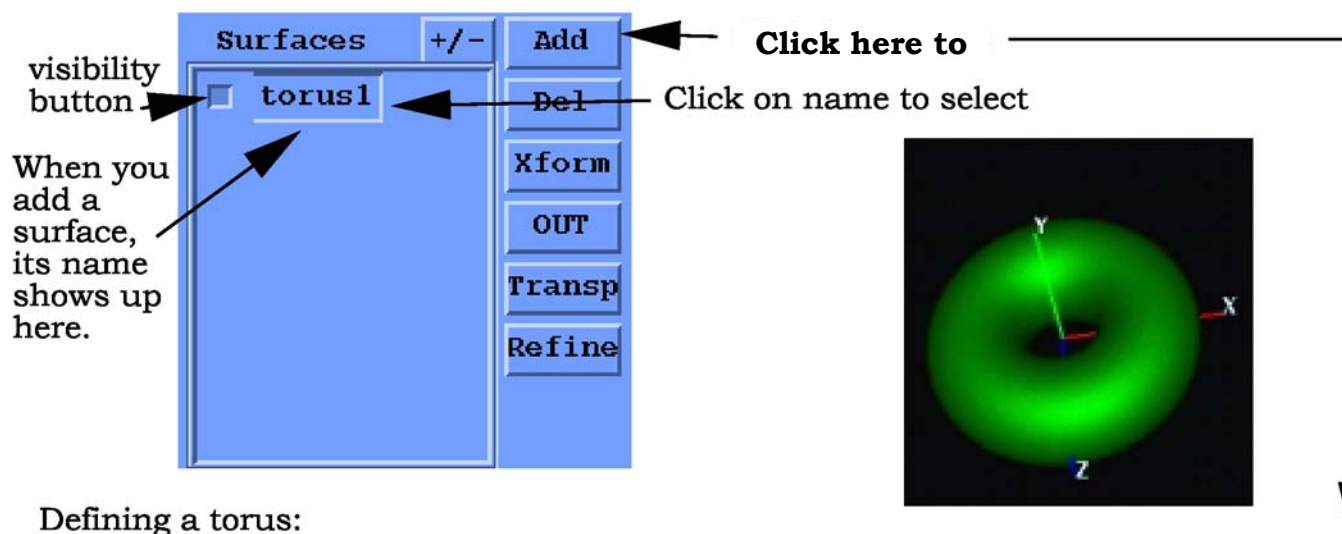 Surfaces +/- Add
Click here to
visibility
button
torus1
Del
Click on name to select
When you
add a
surface,
its name
shows up
here.
Xform
OUT
Transp
Refine
Y
X
Z
Defining a torus: